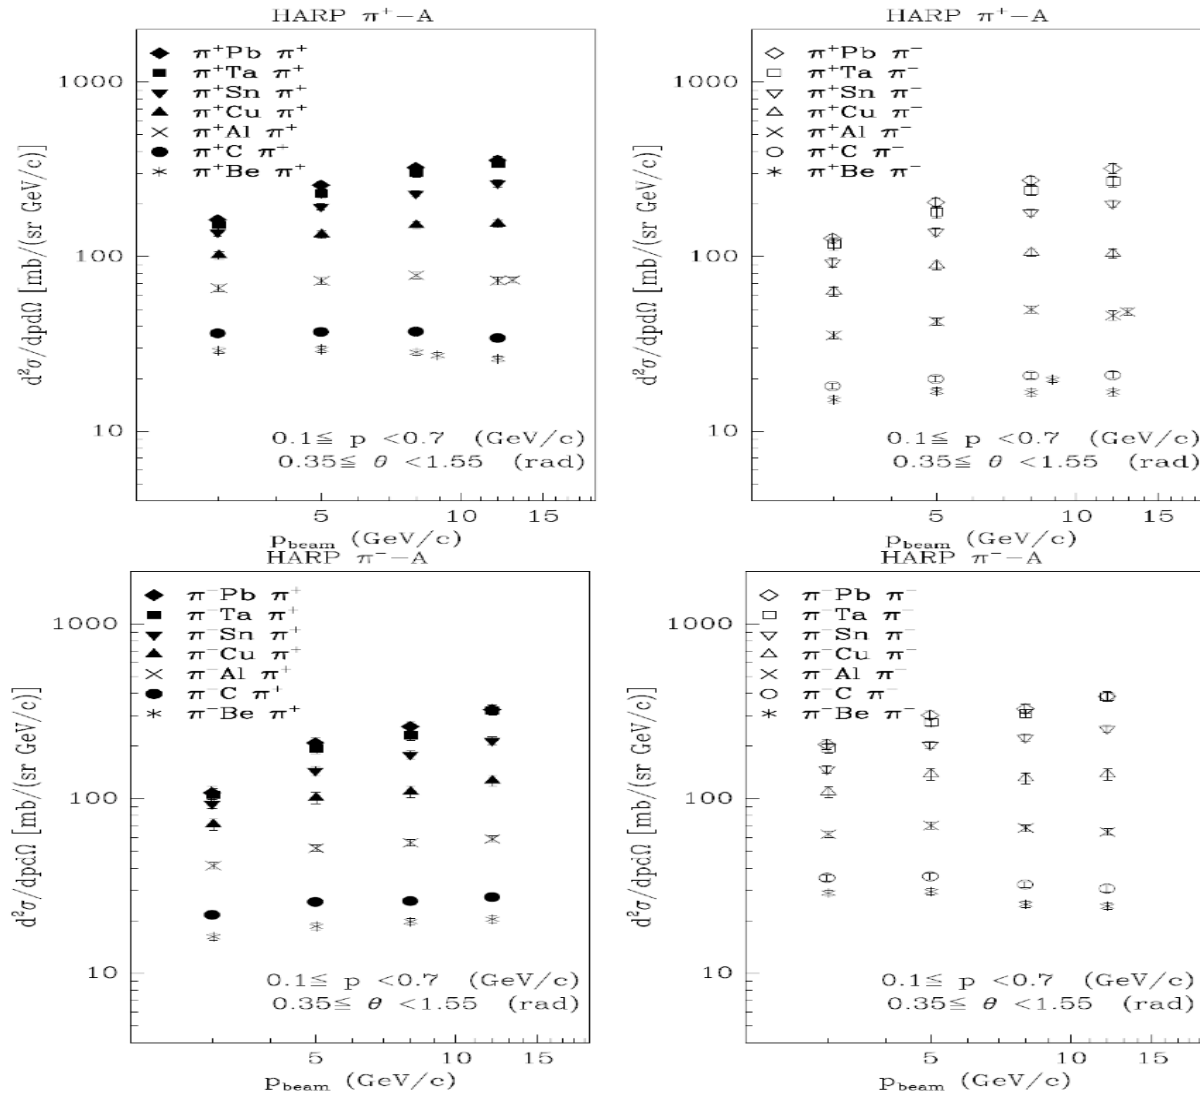 HARP π⁺−A
π⁺Pb π⁺
π⁺Ta π⁺
π⁺Sn π⁺
π⁺Cu π⁺
π⁺Al π⁺
π⁺C π⁺
π⁺Be π⁺
1000
100
10
d²σ/dpdΩ [mb/(sr GeV/c)]
0.1≦ p <0.7 (GeV/c)
0.35≦ θ <1.55 (rad)
5 10 15
p_beam (GeV/c)
HARP π⁺−A
π⁺Pb π⁻
π⁺Ta π⁻
π⁺Sn π⁻
π⁺Cu π⁻
π⁺Al π⁻
π⁺C π⁻
π⁺Be π⁻
1000
100
10
d²σ/dpdΩ [mb/(sr GeV/c)]
0.1≦ p <0.7 (GeV/c)
0.35≦ θ <1.55 (rad)
5 10 15
p_beam (GeV/c)
HARP π⁻−A
π⁻Pb π⁺
π⁻Ta π⁺
π⁻Sn π⁺
π⁻Cu π⁺
π⁻Al π⁺
π⁻C π⁺
π⁻Be π⁺
1000
100
10
d²σ/dpdΩ [mb/(sr GeV/c)]
0.1≦ p <0.7 (GeV/c)
0.35≦ θ <1.55 (rad)
5 10 15
p_beam (GeV/c)
HARP π⁻−A
π⁻Pb π⁻
π⁻Ta π⁻
π⁻Sn π⁻
π⁻Cu π⁻
π⁻Al π⁻
π⁻C π⁻
π⁻Be π⁻
1000
100
10
d²σ/dpdΩ [mb/(sr GeV/c)]
0.1≦ p <0.7 (GeV/c)
0.35≦ θ <1.55 (rad)
5 10 15
p_beam (GeV/c)